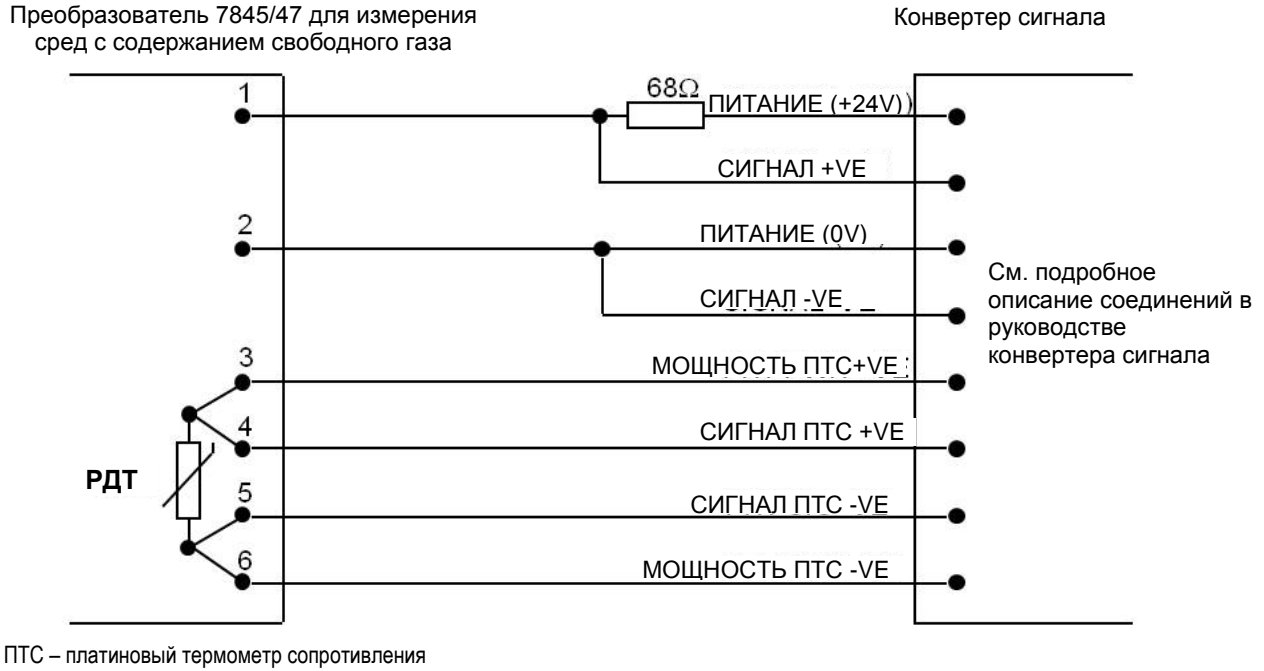 Преобразователь 7845/47 для измерения
сред с содержанием свободного газа
Конвертер сигнала
1
68Ω
ПИТАНИЕ (+24V))
СИГНАЛ +VE
2
ПИТАНИЕ (0V)
СИГНАЛ -VE
См. подробное
описание соединений в
руководстве
конвертера сигнала
3
МОЩНОСТЬ ПТС+VE
4
СИГНАЛ ПТС +VE
РДТ
5
СИГНАЛ ПТС -VE
6
МОЩНОСТЬ ПТС -VE
ПТС – платиновый термометр сопротивления